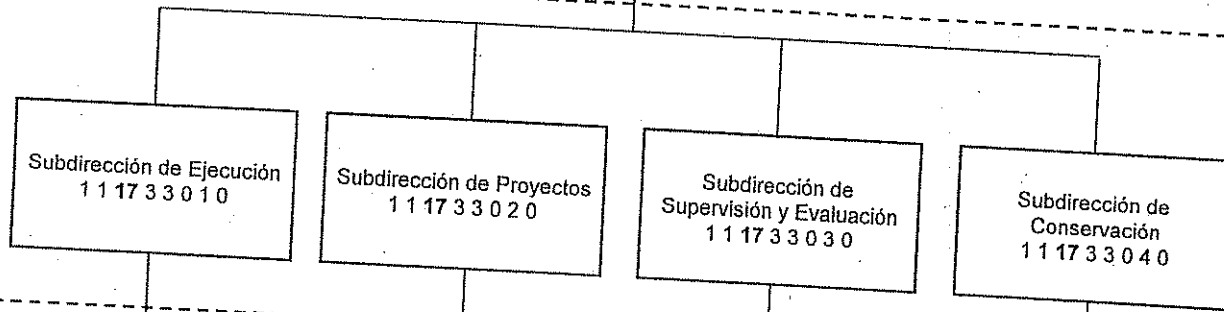 Subdirección de Ejecución
1 1 17 3 3 0 1 0
Subdirección de Proyectos
1 1 17 3 3 0 2 0
Subdirección de
Supervisión y Evaluación
1 1 17 3 3 0 3 0
Subdirección de
Conservación
1 1 17 3 3 0 4 0